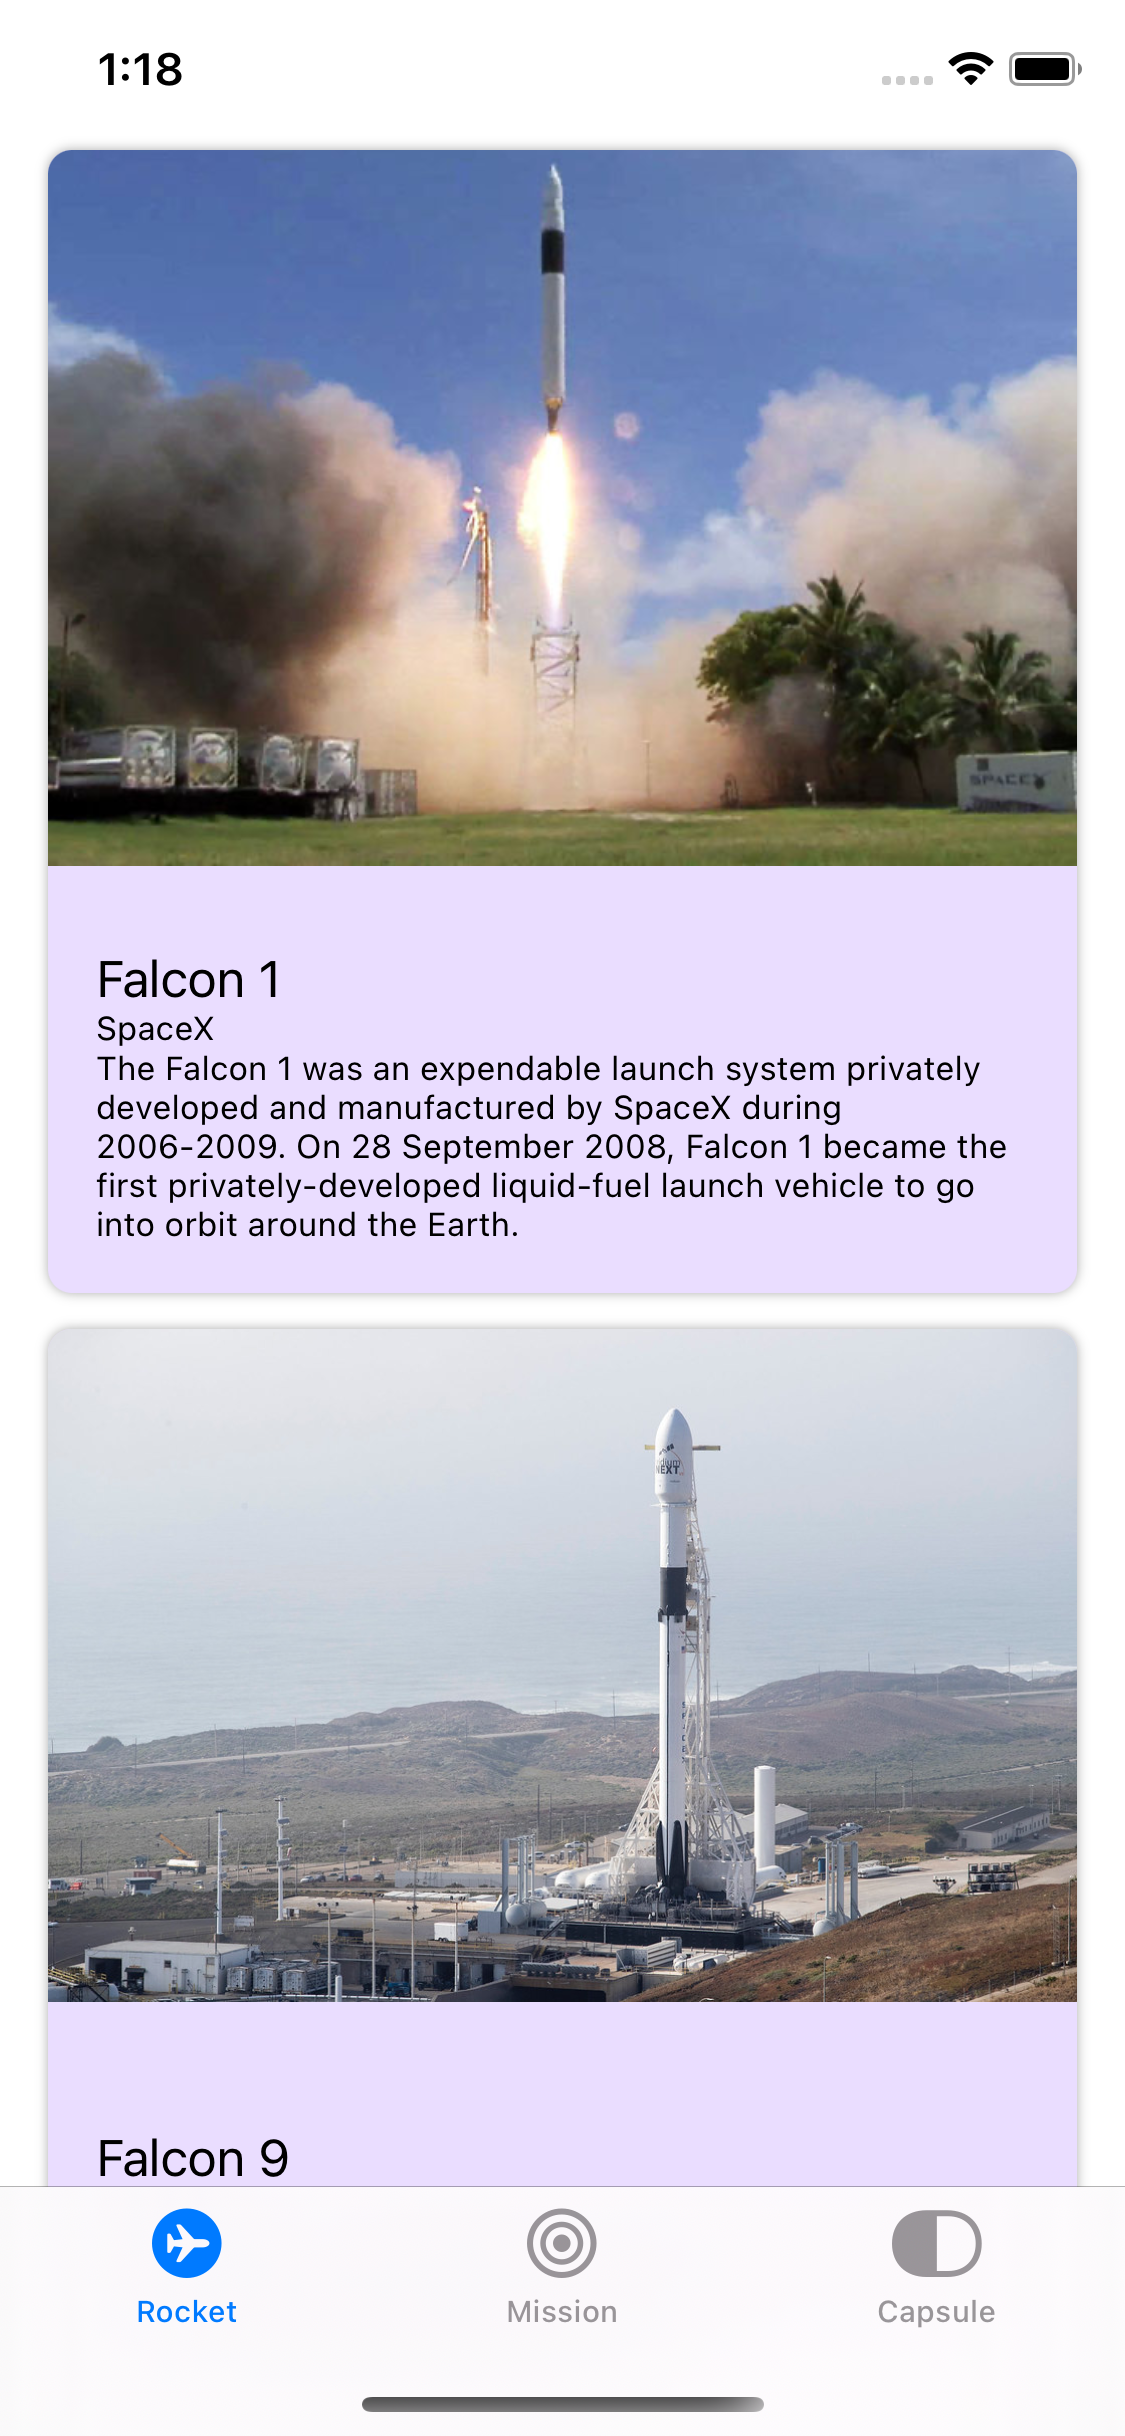 1:18
SPACEX
Falcon 1
SpaceX
The Falcon 1 was an expendable launch system privately
developed and manufactured by SpaceX during
2006-2009. On 28 September 2008, Falcon 1 became the
first privately-developed liquid-fuel launch vehicle to go
into orbit around the Earth.
NEXT
Falcon 9
Rocket
Mission
Capsule